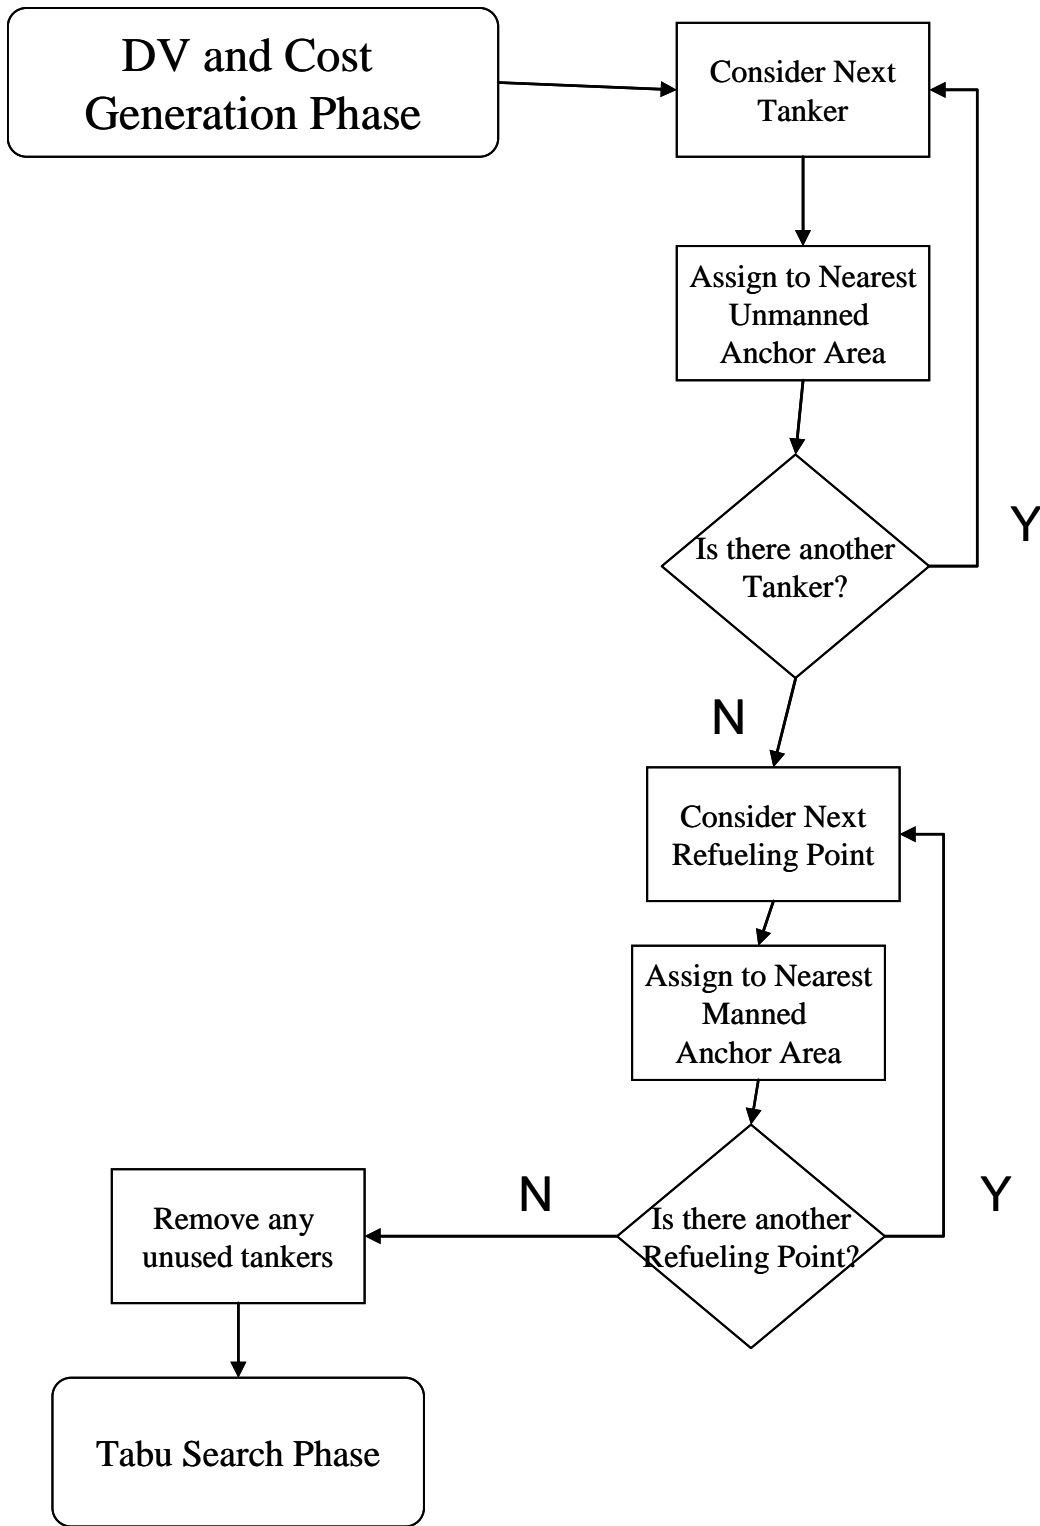 DV and Cost
Generation Phase
Consider Next
Tanker
Assign to Nearest
Unmanned
Anchor Area
Is there another
Tanker?
Y
N
Consider Next
Refueling Point
Assign to Nearest
Manned
Anchor Area
Is there another
Refueling Point?
Y
N
Remove any
unused tankers
Tabu Search Phase